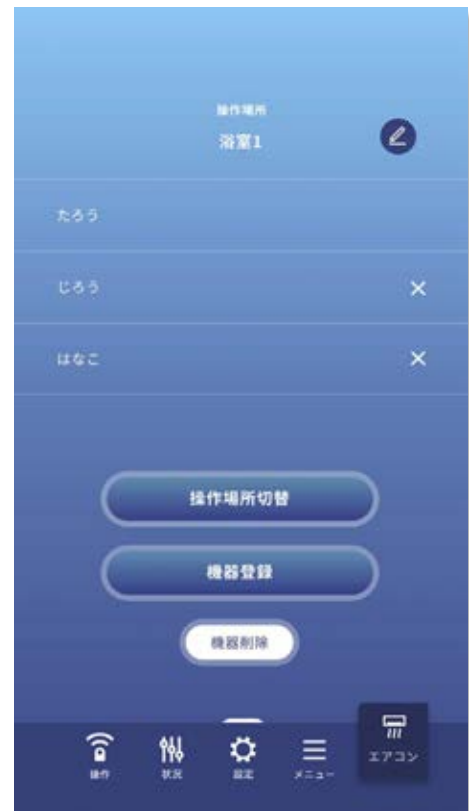 操作場所
浴室1
たろう
じろう
はなこ
操作場所切替
機器登録
機器削除
操作
状況
設定
メニュー
エアコン